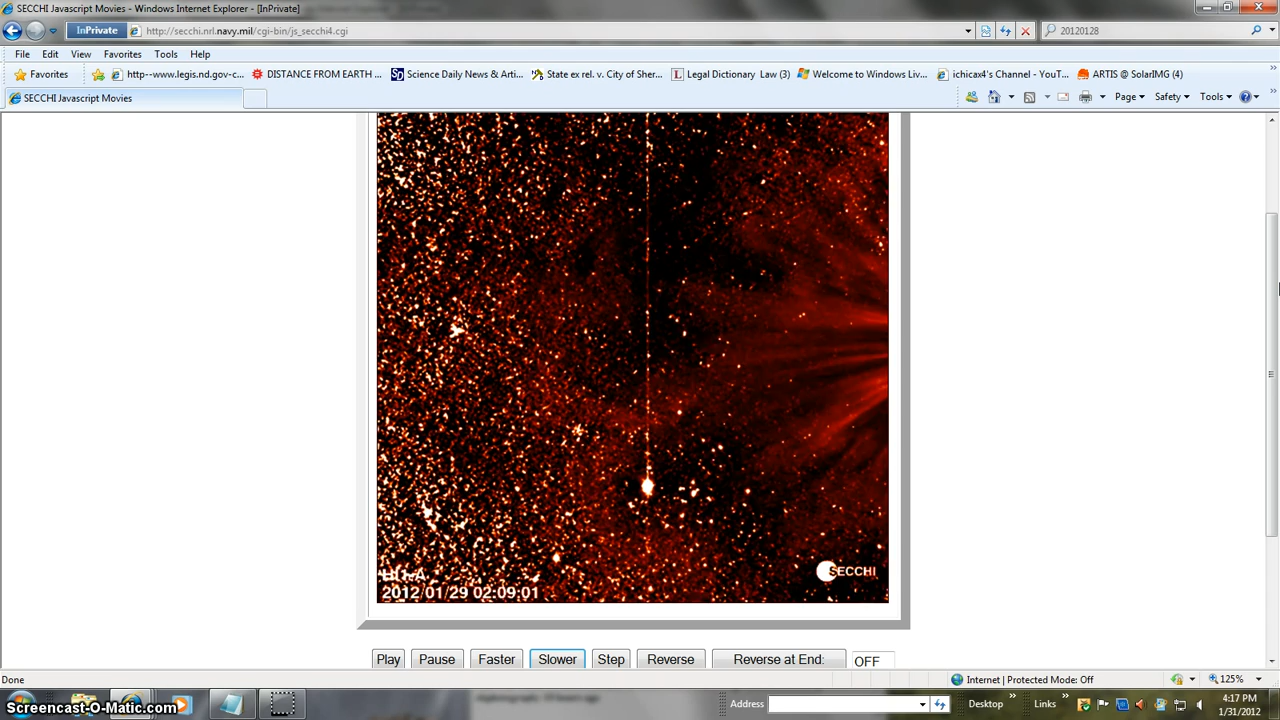 SECCHI Javascript Movies - Windows Internet Explorer - [InPrivate]
InPrivate http://secchi.nrl.navy.mil/cgi-bin/js_secchi4.cgi 20120128
File Edit View Favorites Tools Help
Favorites http--www.legis.nd.gov-c... DISTANCE FROM EARTH ... Science Daily News & Arti... State ex rel. v. City of Sher... Legal Dictionary Law (3) Welcome to Windows Liv... ichicax4's Channel - YouT... ARTIS @ SolarIMG (4)
SECCHI Javascript Movies Page Safety Tools
HI1-A
2012/01/29 02:09:01
SECCHI
Play Pause Faster Slower Step Reverse Reverse at End: OFF
Done Internet | Protected Mode: Off 125%
Address Desktop Links 4:17 PM
1/31/2012
Screencast-O-Matic.com